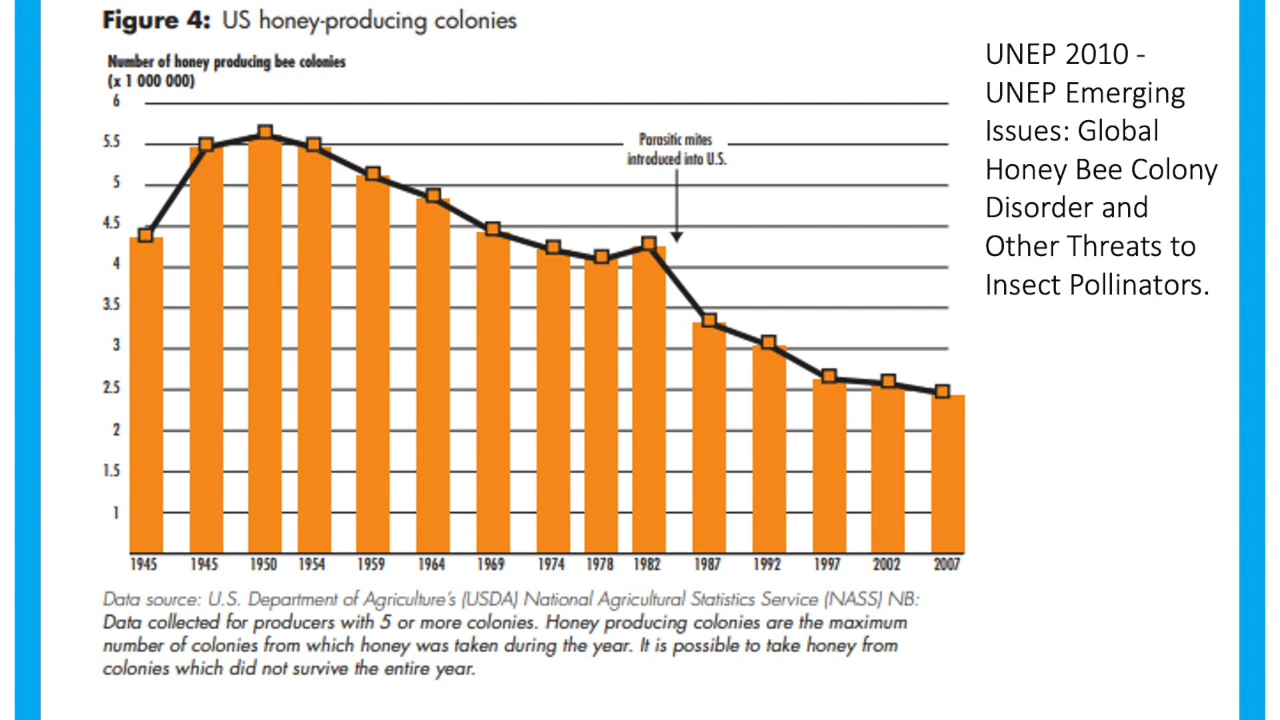 Figure 4: US honey-producing colonies
Number of honey producing bee colonies
(x 1 000 000)
6
5.5
5
4.5
4
3.5
3
2.5
2
1.5
1
Parasitic mites
introduced into U.S.
1945 1945 1950 1954 1959 1964 1969 1974 1978 1982 1987 1992 1997 2002 2007
Data source: U.S. Department of Agriculture's (USDA) National Agricultural Statistics Service (NASS) NB:
Data collected for producers with 5 or more colonies. Honey producing colonies are the maximum
number of colonies from which honey was taken during the year. It is possible to take honey from
colonies which did not survive the entire year.
UNEP 2010 -
UNEP Emerging
Issues: Global
Honey Bee Colony
Disorder and
Other Threats to
Insect Pollinators.